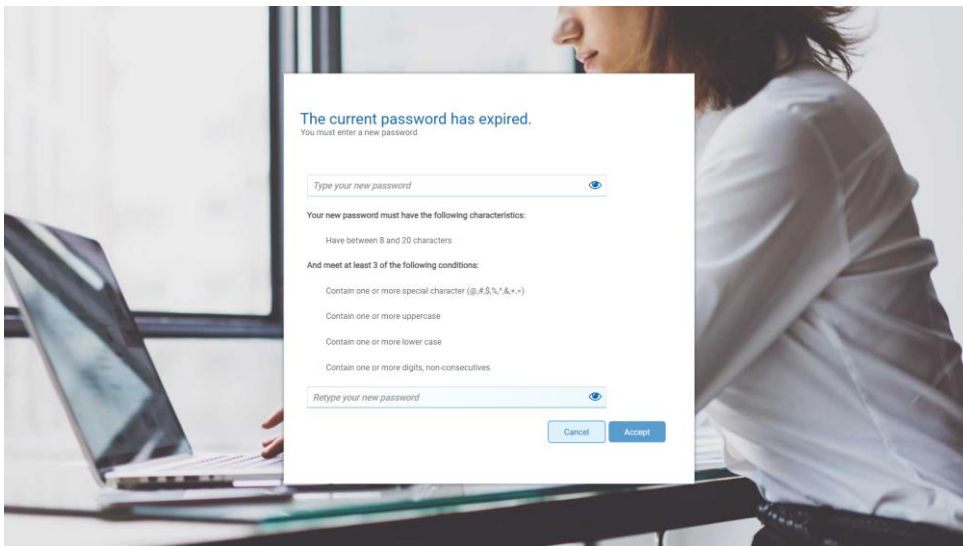 The current password has expired.
You must enter a new password
Type your new password
Your new password must have the following characteristics:
Have between 8 and 20 characters
And meet at least 3 of the following conditions:
Contain one or more special character (@,#,$,%,*,&,+,=)
Contain one or more uppercase
Contain one or more lower case
Contain one or more digits, non-consecutives
Retype your new password
Cancel Accept